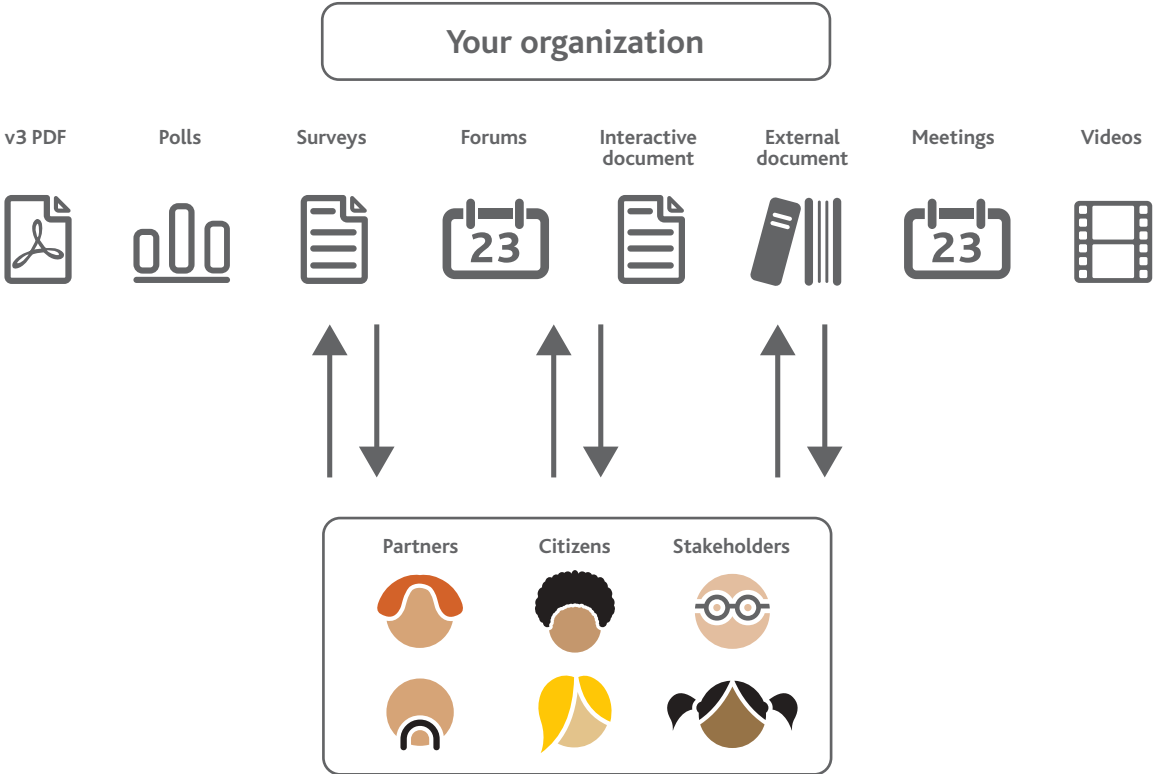 Your organization
v3 PDF
Polls
Surveys
Forums
Interactive
document
External
document
Meetings
Videos
23
23
Partners
Citizens
Stakeholders